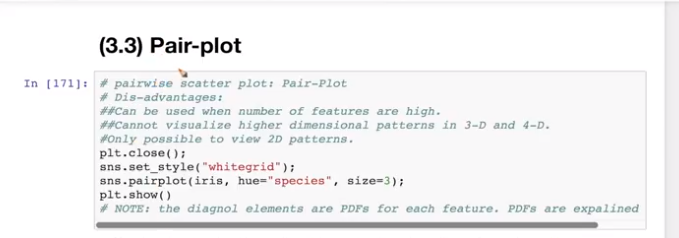 (3.3) Pair-plot
In [171]: # pairwise scatter plot: Pair-Plot
# Dis-advantages:
##Can be used when number of features are high.
##Cannot visualize higher dimensional patterns in 3-D and 4-D.
#Only possible to view 2D patterns.
plt.close();
sns.set_style("whitegrid");
sns.pairplot(iris, hue="species", size=3);
plt.show()
# NOTE: the diagnol elements are PDFs for each feature. PDFs are expalined